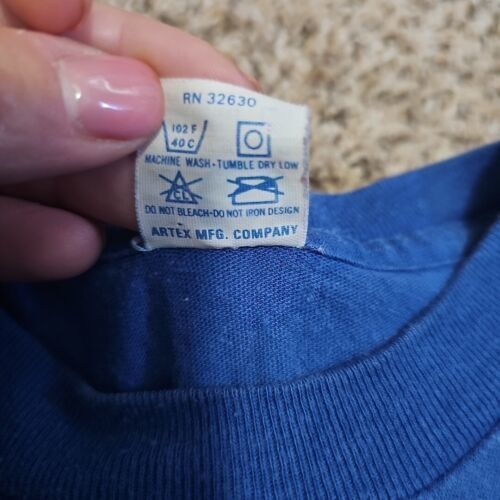 RN 32630
102 F
40 C
MACHINE WASH-TUMBLE DRY LOW
CL
DO NOT BLEACH-DO NOT IRON DESIGN
ARTEX MFG. COMPANY